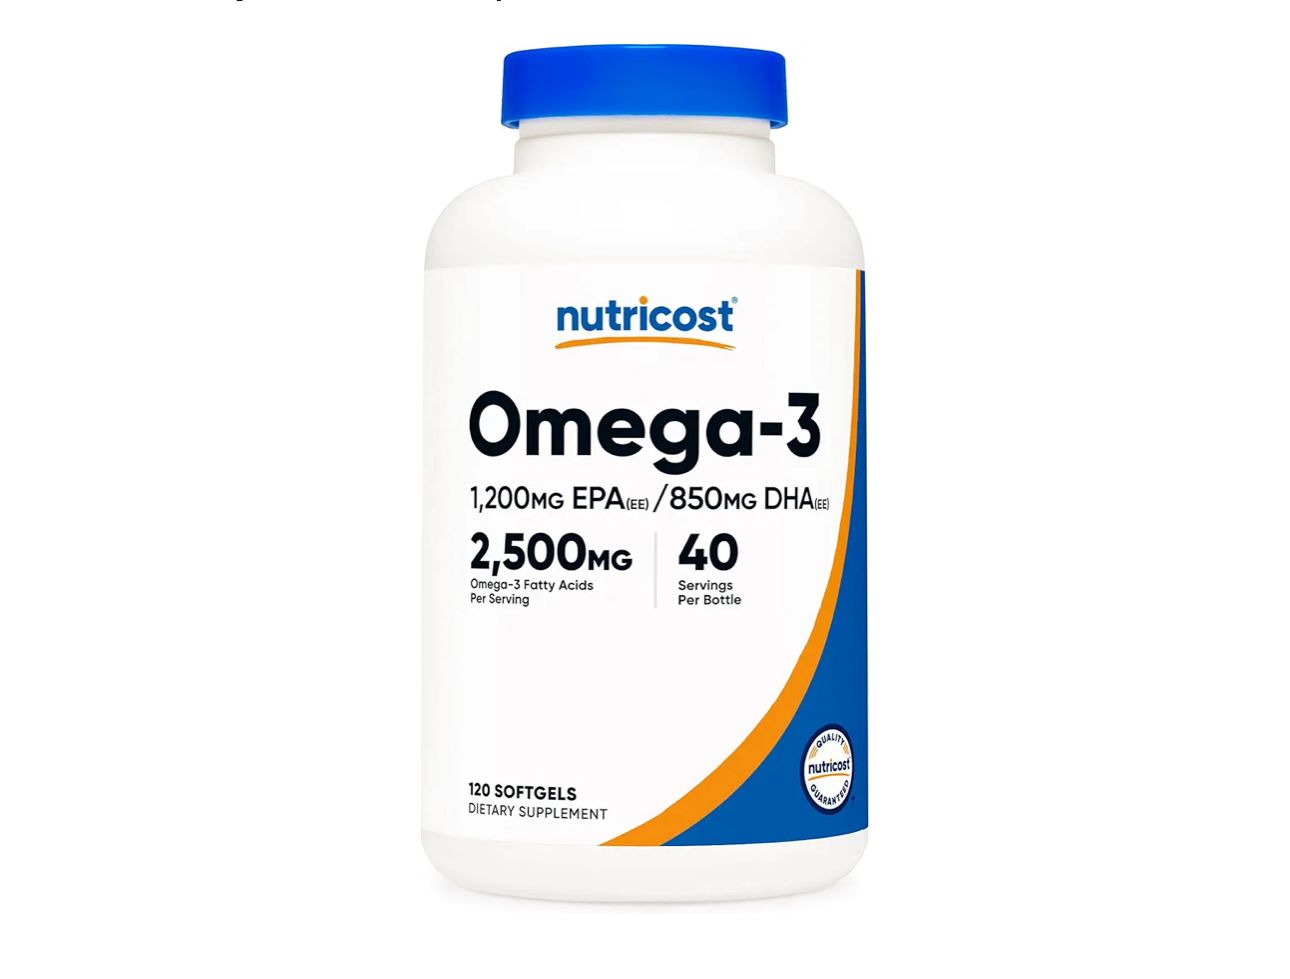 nutricost®
Omega-3
1,200MG EPA(EE)/850MG DHA(EE)
2,500MG
Omega-3 Fatty Acids
Per Serving
40
Servings
Per Bottle
120 SOFTGELS
DIETARY SUPPLEMENT
QUALITY
nutricost
GUARANTEED